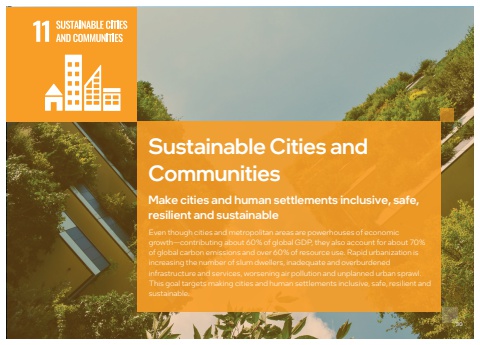 11 SUSTAINABLE CITIES
AND COMMUNITIES
Sustainable Cities and
Communities
Make cities and human settlements inclusive, safe,
resilient and sustainable
Even though cities and metropolitan areas are powerhouses of economic
growth—contributing about 60% of global GDP, they also account for about 70%
of global carbon emissions and over 60% of resource use. Rapid urbanization is
increasing the number of slum dwellers, inadequate and overburdened
infrastructure and services, worsening air pollution and unplanned urban sprawl.
This goal targets making cities and human settlements inclusive, safe, resilient and
sustainable.